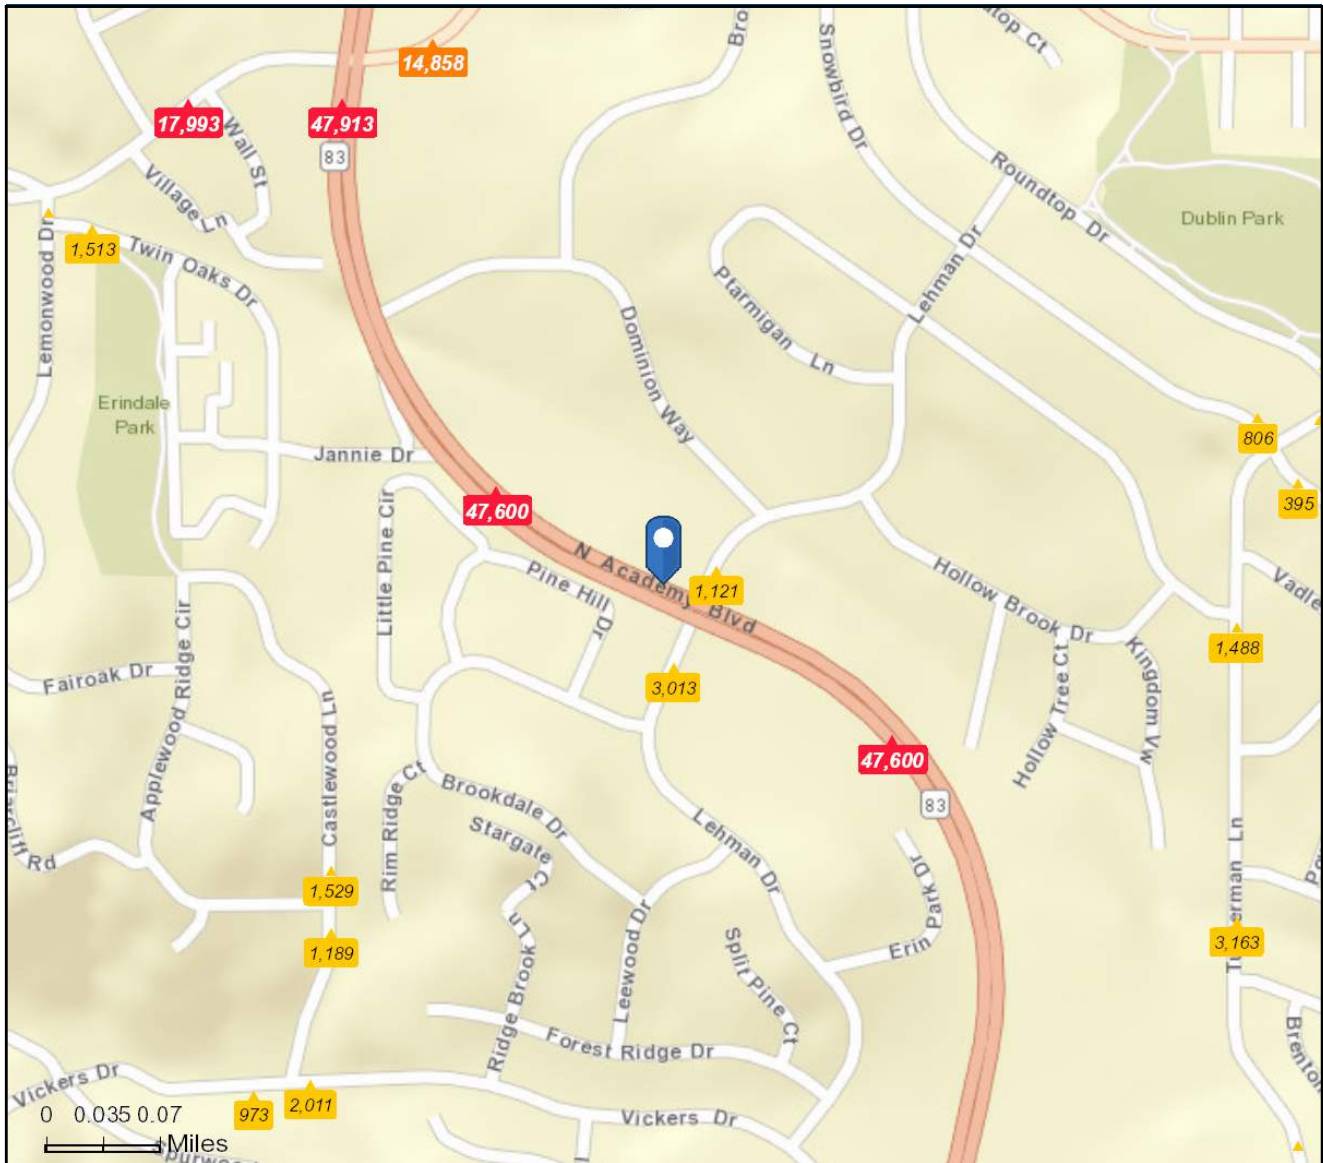 top Ct
Bro
Snowbird Dr
14,858
17,993
47,913
83
Wall St
Village Ln
Roundtop Dr
Dublin Park
1,513
Twin Oaks Dr
Lemonwood Dr
Lehman Dr
Ptarmigan Ln
Dominion Way
Erindale
Park
806
Jannie Dr
395
Little Pine Cir
47,600
N Academy Blvd
Pine Hill Dr
1,121
Hollow Brook Dr
Vadle
Applewood Ridge Cir
Fairoak Dr
3,013
1,488
Hollow Tree Ct
Kingdom Vw
Castlewood Ln
47,600
83
Briarcliff Rd
Rim Ridge Ct
Brookdale Dr
Stargate Ct
Lehman Dr
1,529
1,189
Erin Park Dr
Ridge Brook Ln
Leewood Dr
Split Pine Ct
3,163
Forest Ridge Dr
Brenton
Vickers Dr
973
2,011
Vickers Dr
0 0.035 0.07
Miles